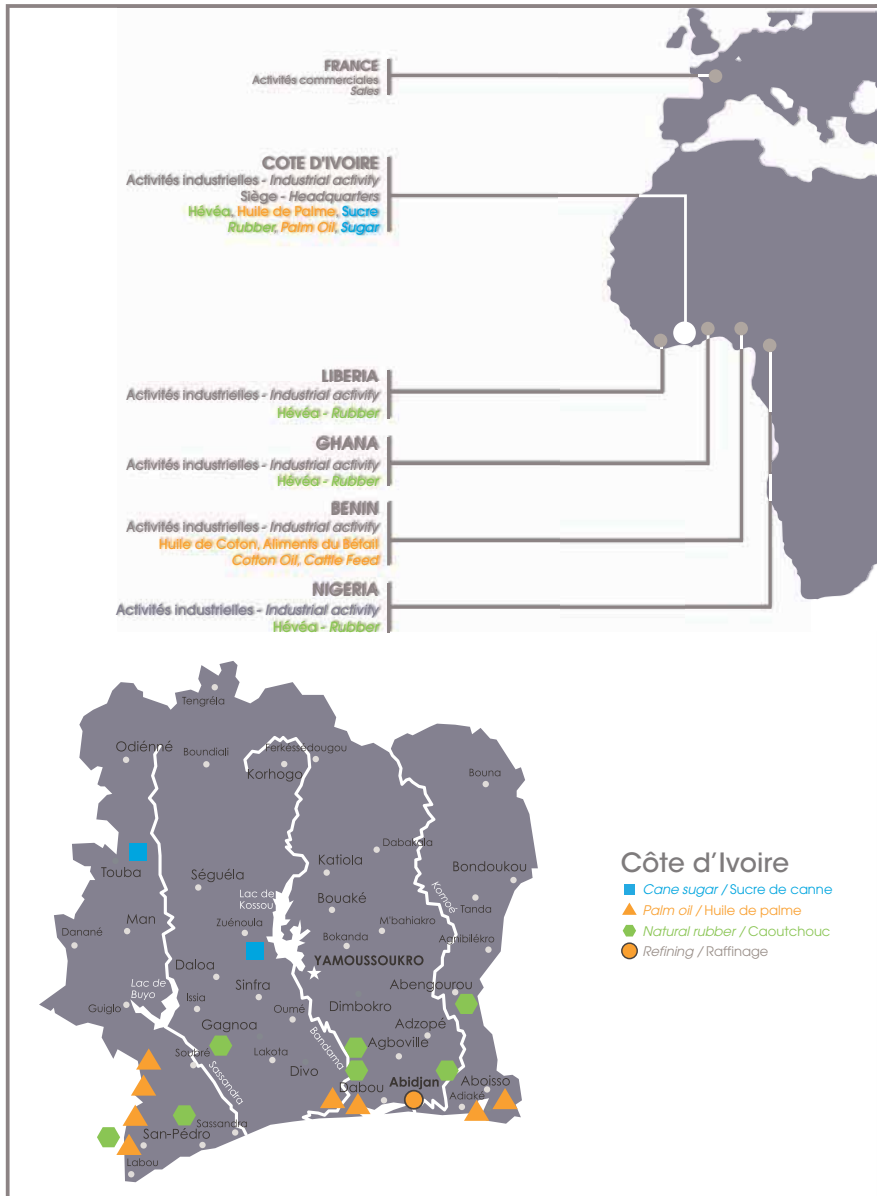 FRANCE
Activités commerciales
Sales
COTE D'IVOIRE
Activités industrielles - Industrial activity
Siège - Headquarters
Hévéa, Huile de Palme, Sucre
Rubber, Palm Oil, Sugar
LIBERIA
Activités industrielles - Industrial activity
Hévéa - Rubber
GHANA
Activités industrielles - Industrial activity
Hévéa - Rubber
BENIN
Activités industrielles - Industrial activity
Huile de Coton, Aliments du Bétail
Cotton Oil, Cattle Feed
NIGERIA
Activités industrielles - Industrial activity
Hévéa - Rubber
Tengréla
Odiénné
Boundiali
Ferkéssédougou
Korhogo
Bouna
Dabakala
Touba
Séguéla
Katiola
Bondoukou
Lac de
Kossou
Bouaké
Komoé
Tanda
Man
Zuénoula
M'bahiakro
Danané
Bokanda
Agnibilékro
YAMOUSSOUKRO
Daloa
Lac de
Buyo
Sinfra
Abengourou
Guiglo
Issia
Oumé
Dimbokro
Gagnoa
Bandama
Adzopé
Agboville
Soubré
Lakota
Sassandra
Divo
Dabou
Abidjan
Aboisso
Adiaké
Sassandra
San-Pédro
Labou
Côte d'Ivoire
Cane sugar / Sucre de canne
Palm oil / Huile de palme
Natural rubber / Caoutchouc
Refining / Raffinage